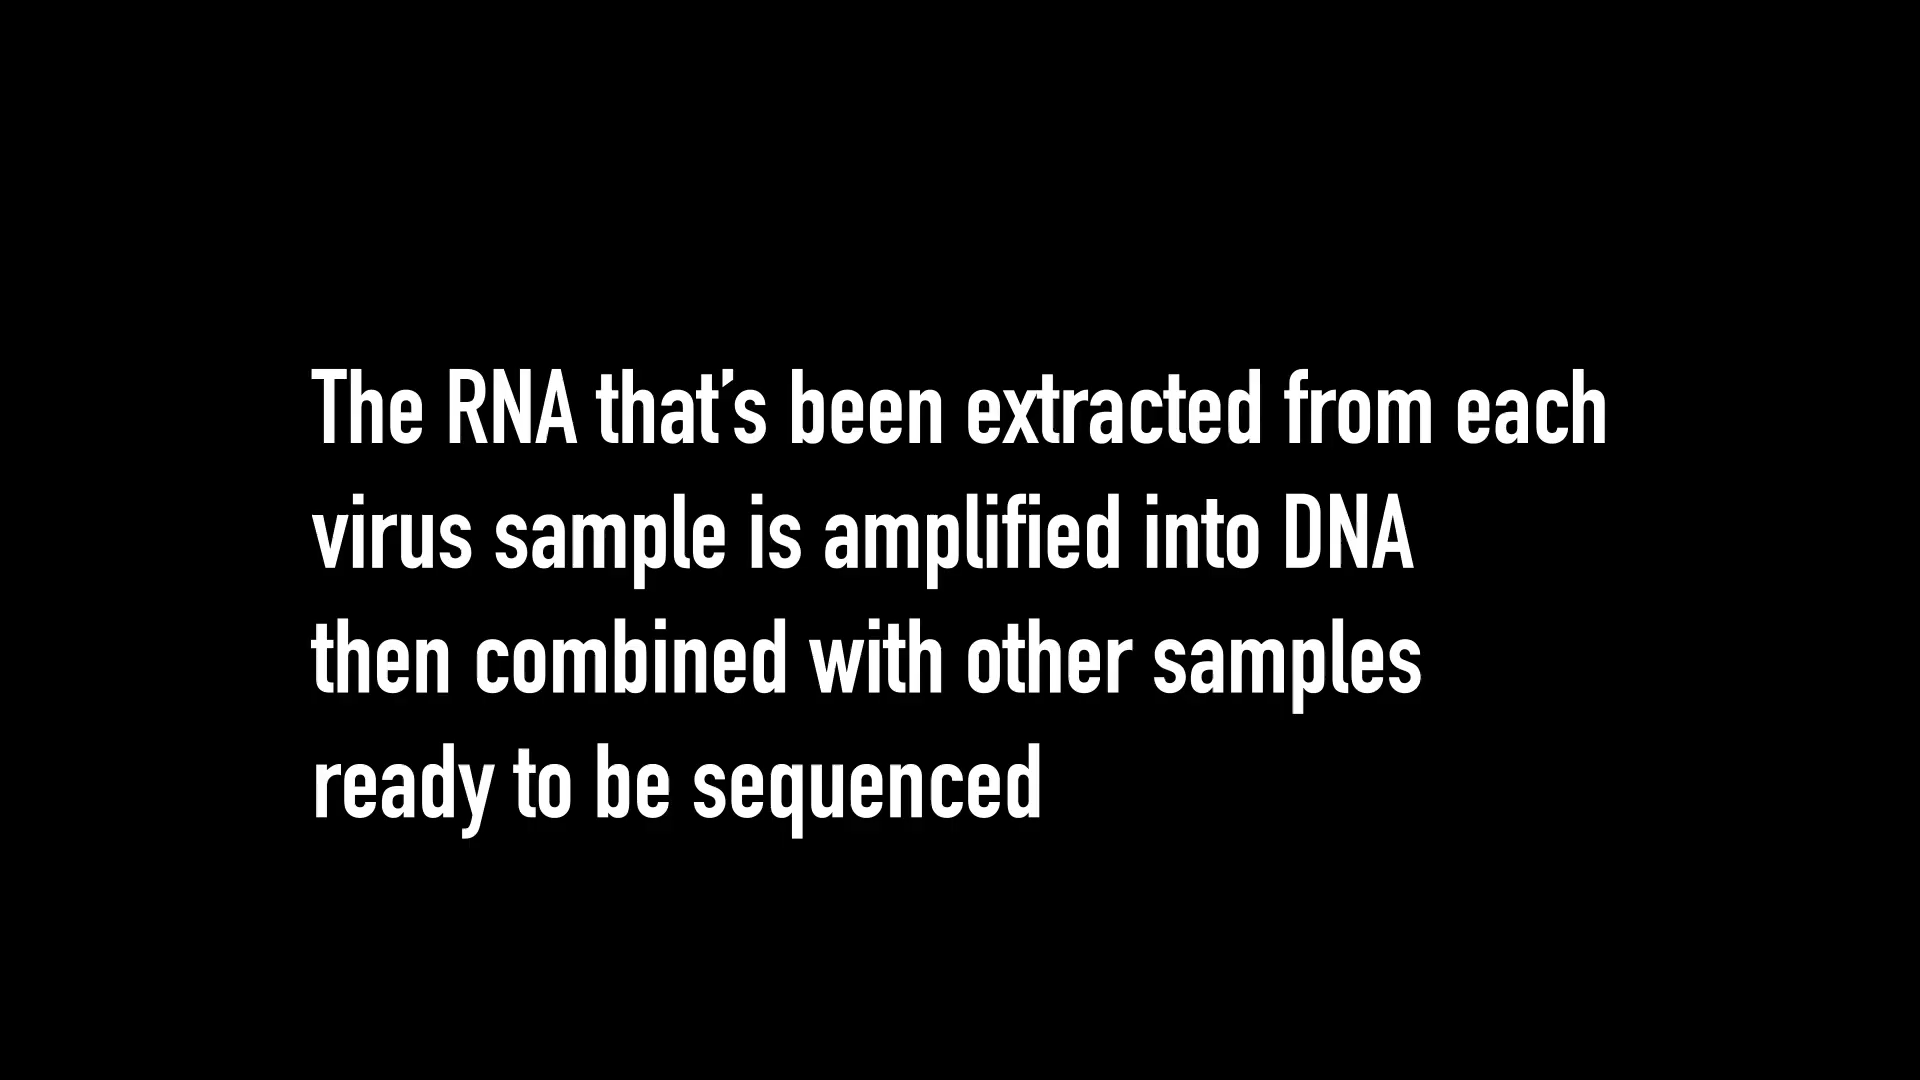 The RNA that’s been extracted from each
virus sample is amplified into DNA
then combined with other samples
ready to be sequenced